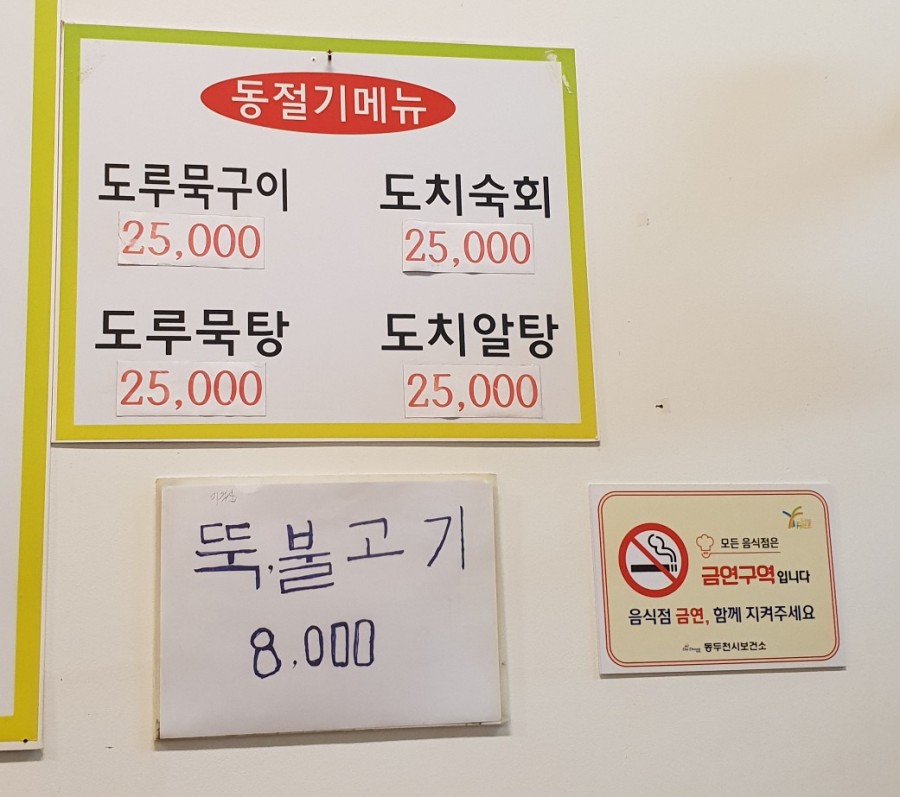 동절기메뉴
도루묵구이 도치숙회
25,000 25,000
도루묵탕 도치알탕
25,000 25,000
뚝.불고기
8.000
모든 음식점은
금연구역입니다
음식점 금연, 함께 지켜주세요
동두천시보건소